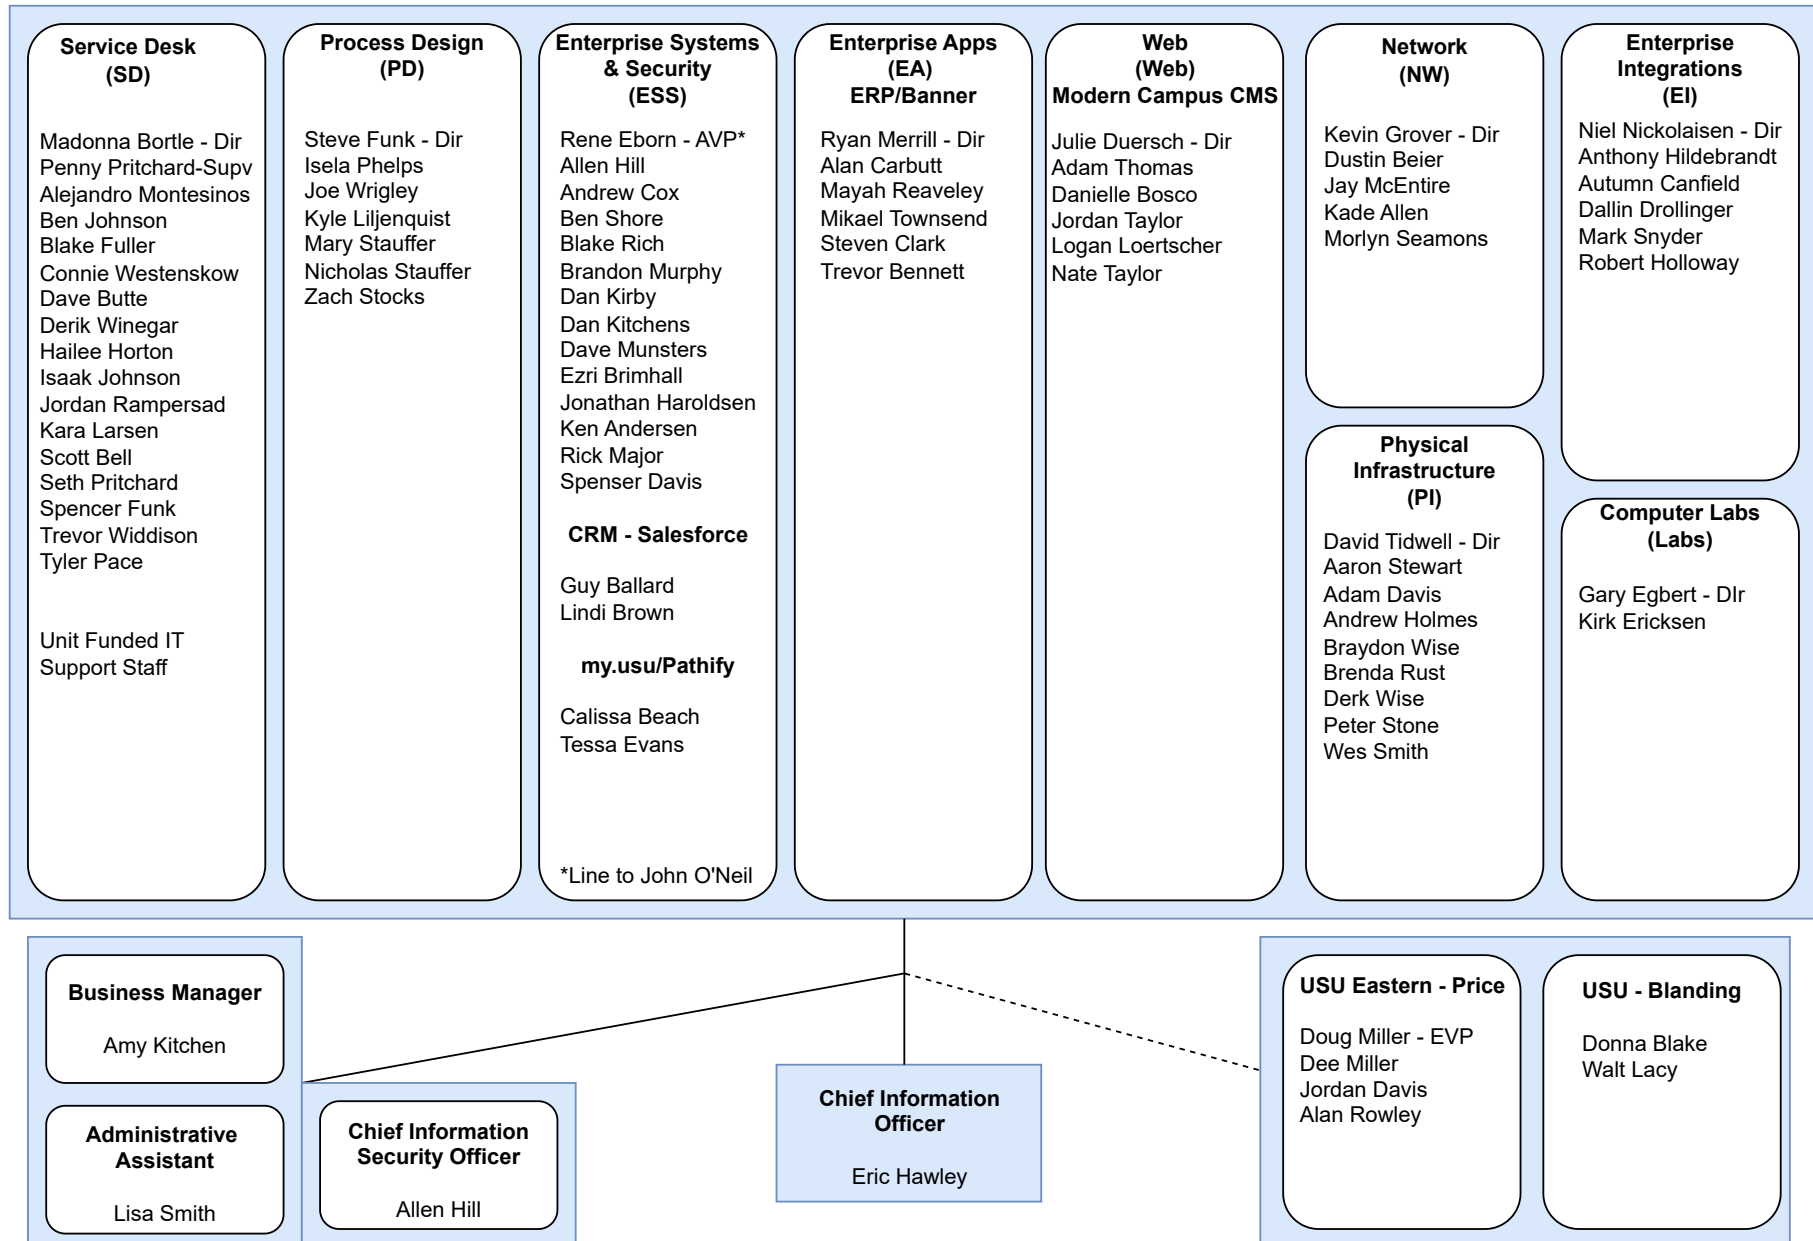 Service Desk
(SD)
Madonna Bortle - Dir
Penny Pritchard-Supv
Alejandro Montesinos
Ben Johnson
Blake Fuller
Connie Westenskow
Dave Butte
Derik Winegar
Hailee Horton
Isaak Johnson
Jordan Rampersad
Kara Larsen
Scott Bell
Seth Pritchard
Spencer Funk
Trevor Widdison
Tyler Pace
Unit Funded IT
Support Staff
Process Design
(PD)
Steve Funk - Dir
Isela Phelps
Joe Wrigley
Kyle Liljenquist
Mary Stauffer
Nicholas Stauffer
Zach Stocks
Enterprise Systems
& Security
(ESS)
Rene Eborn - AVP*
Allen Hill
Andrew Cox
Ben Shore
Blake Rich
Brandon Murphy
Dan Kirby
Dan Kitchens
Dave Munsters
Ezri Brimhall
Jonathan Haroldsen
Ken Andersen
Rick Major
Spenser Davis
CRM - Salesforce
Guy Ballard
Lindi Brown
my.usu/Pathify
Calissa Beach
Tessa Evans
*Line to John O'Neil
Enterprise Apps
(EA)
ERP/Banner
Ryan Merrill - Dir
Alan Carbutt
Mayah Reaveley
Mikael Townsend
Steven Clark
Trevor Bennett
Web
(Web)
Modern Campus CMS
Julie Duersch - Dir
Adam Thomas
Danielle Bosco
Jordan Taylor
Logan Loertscher
Nate Taylor
Network
(NW)
Kevin Grover - Dir
Dustin Beier
Jay McEntire
Kade Allen
Morlyn Seamons
Physical
Infrastructure
(PI)
David Tidwell - Dir
Aaron Stewart
Adam Davis
Andrew Holmes
Braydon Wise
Brenda Rust
Derk Wise
Peter Stone
Wes Smith
Enterprise
Integrations
(EI)
Niel Nickolaisen - Dir
Anthony Hildebrandt
Autumn Canfield
Dallin Drollinger
Mark Snyder
Robert Holloway
Computer Labs
(Labs)
Gary Egbert - DIr
Kirk Ericksen
Business Manager
Amy Kitchen
Administrative
Assistant
Lisa Smith
Chief Information
Security Officer
Allen Hill
Chief Information
Officer
Eric Hawley
USU Eastern - Price
Doug Miller - EVP
Dee Miller
Jordan Davis
Alan Rowley
USU - Blanding
Donna Blake
Walt Lacy